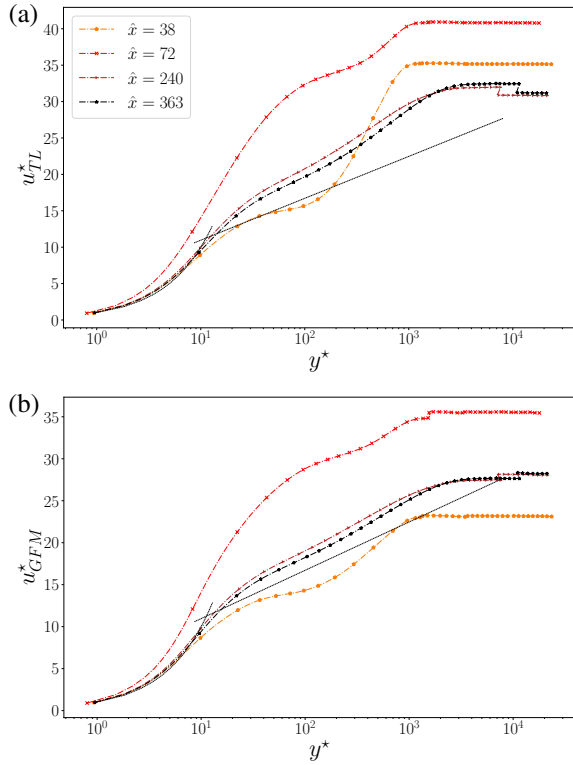 (a)
40
35
30
25
20
15
10
5
0
u⋆TL
x̂ = 38
x̂ = 72
x̂ = 240
x̂ = 363
10⁰ 10¹ 10² 10³ 10⁴
y⋆
(b)
35
30
25
20
15
10
5
0
u⋆GFM
10⁰ 10¹ 10² 10³ 10⁴
y⋆